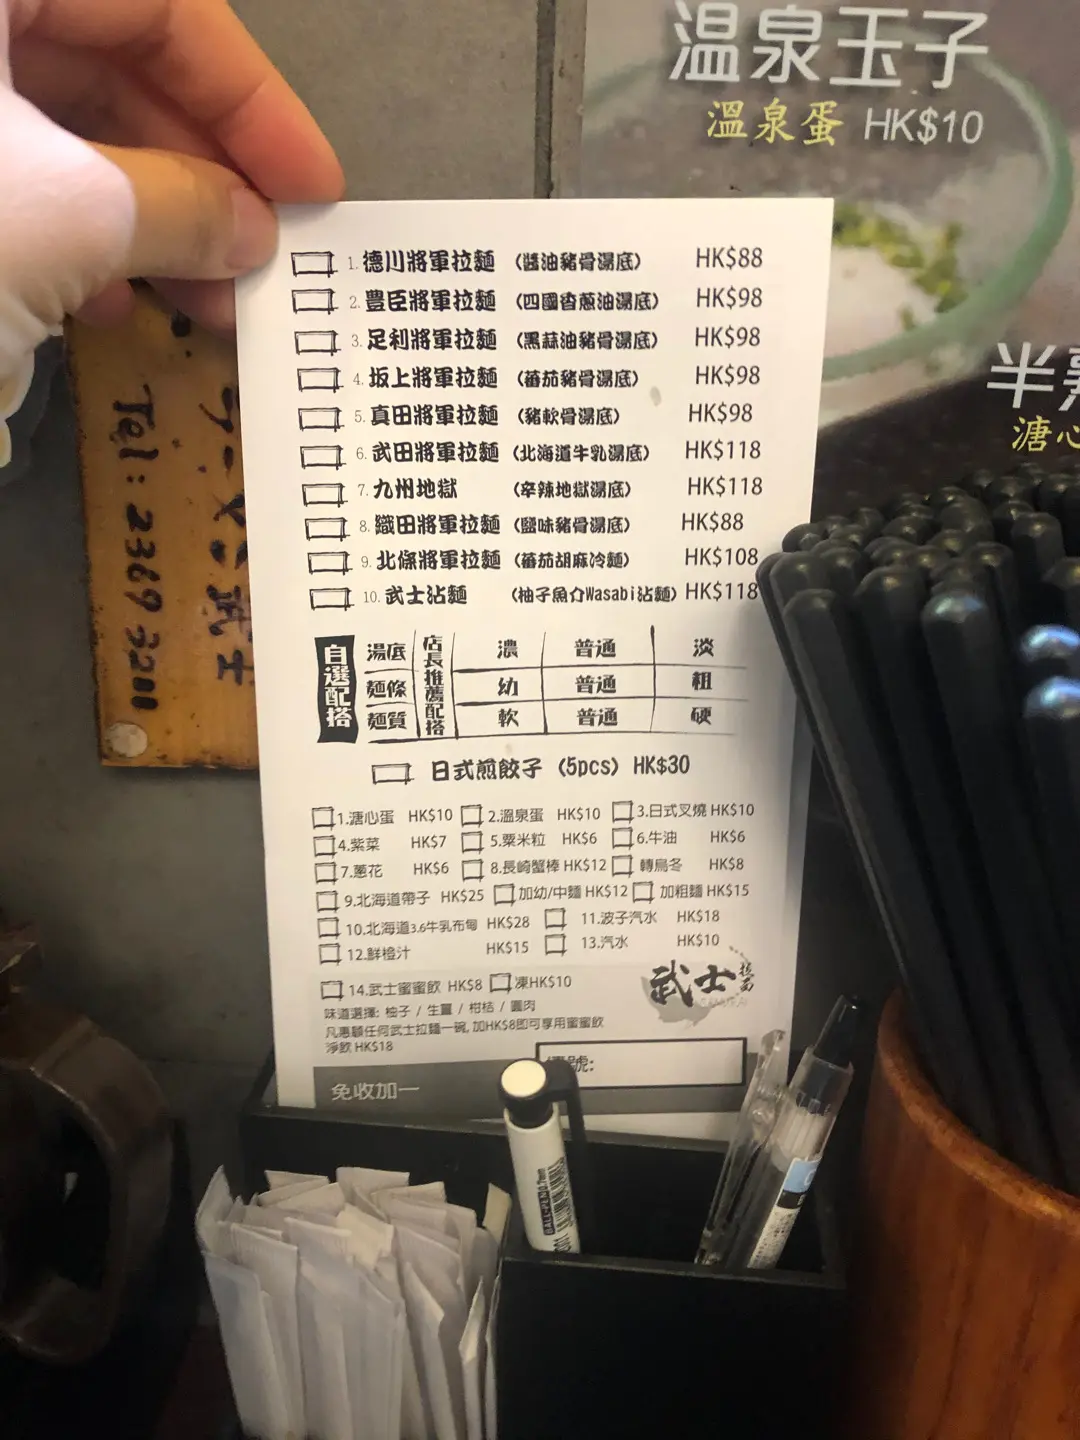 温泉玉子
溫泉蛋 HK$10
溏心
Tel: 2369 3211
1. 德川將軍拉麵 (醬油豬骨湯底) HK$88
2. 豊臣將軍拉麵 (四國香蔥油湯底) HK$98
3. 足利將軍拉麵 (黑蒜油豬骨湯底) HK$98
4. 坂上將軍拉麵 (蕃茄豬骨湯底) HK$98
5. 真田將軍拉麵 (豬軟骨湯底) HK$98
6. 武田將軍拉麵 (北海道牛乳湯底) HK$118
7. 九州地獄 (辛辣地獄湯底) HK$118
8. 織田將軍拉麵 (鹽味豬骨湯底) HK$88
9. 北條將軍拉麵 (蕃茄胡麻冷麵) HK$108
10. 武士沾麵 (柚子魚介Wasabi沾麵) HK$118
自選配搭
店長推薦配搭
湯底 濃 普通 淡
麵條 幼 普通 粗
麵質 軟 普通 硬
日式煎餃子 (5pcs) HK$30
1.溏心蛋 HK$10 2.溫泉蛋 HK$10 3.日式叉燒 HK$10
4.紫菜 HK$7 5.粟米粒 HK$6 6.牛油 HK$6
7.蔥花 HK$6 8.長崎蟹棒 HK$12 轉烏冬 HK$8
9.北海道帶子 HK$25 加幼/中麵 HK$12 加粗麵 HK$15
10.北海道3.6牛乳布甸 HK$28 11.波子汽水 HK$18
12.鮮橙汁 HK$15 13.汽水 HK$10
14.武士蜜蜜飲 HK$8 凍HK$10
味道選擇: 柚子 / 生薑 / 柑桔 / 圓肉
凡惠顧任何武士拉麵一碗, 加HK$8即可享用蜜蜜飲
淨飲 HK$18
武士拉麵
號:
免收加一
BALL-PEN 0.7mm